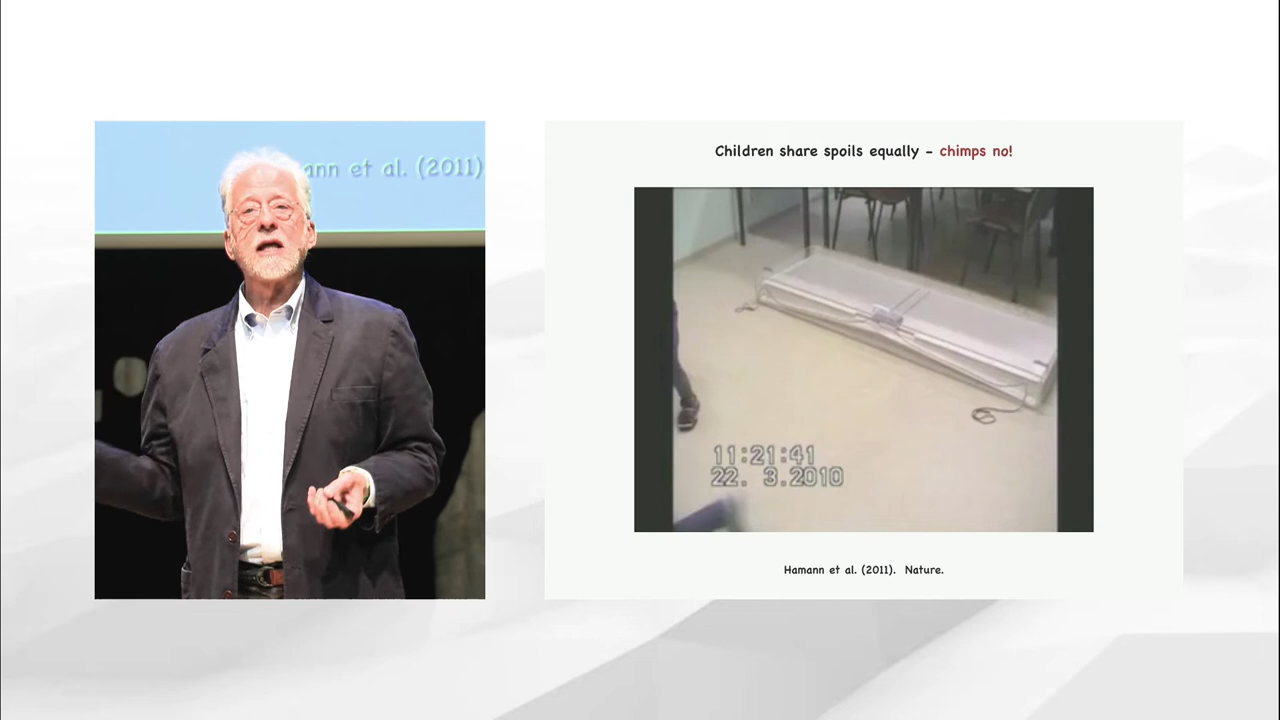 ann et al. (2011)
Children share spoils equally – chimps no!
11:21:41
22. 3.2010
Hamann et al. (2011). Nature.